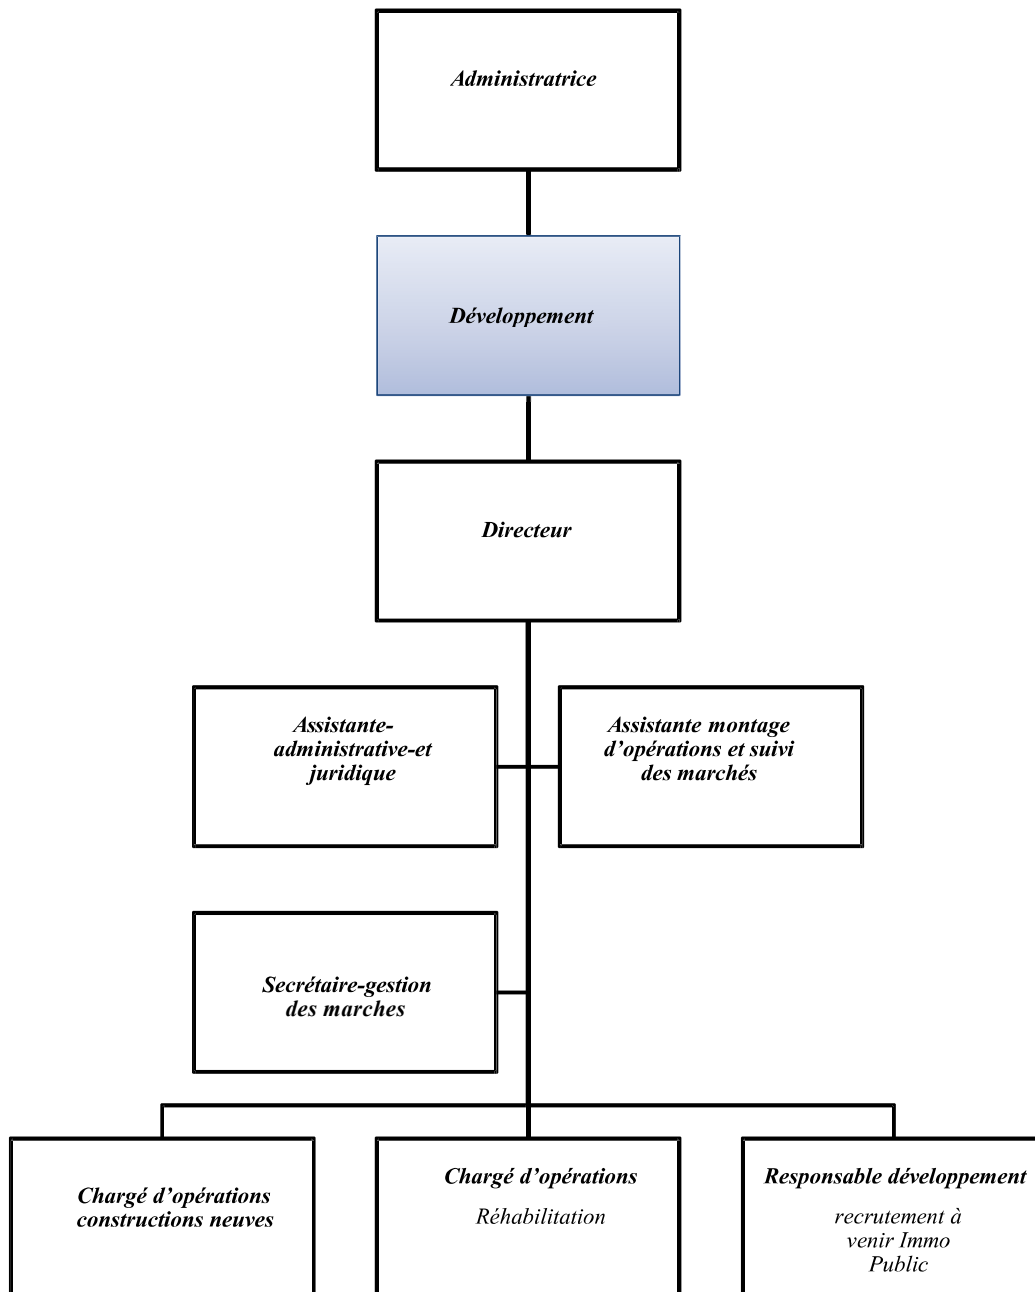 Administratrice
Développement
Directeur
Assistante-
administrative-et
juridique
Assistante montage
d’opérations et suivi
des marchés
Secrétaire-gestion
des marches
Chargé d’opérations
constructions neuves
Chargé d’opérations
Réhabilitation
Responsable développement
recrutement à
venir Immo
Public